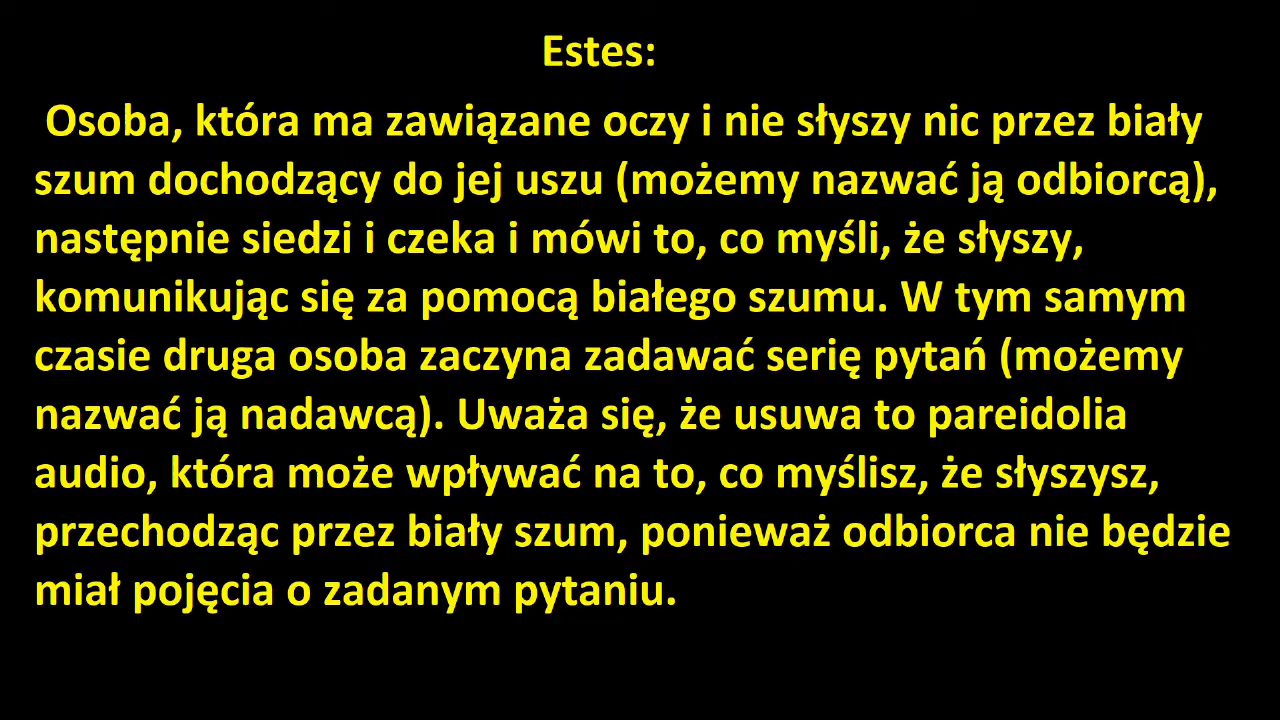 Estes:
Osoba, która ma zawiązane oczy i nie słyszy nic przez biały
szum dochodzący do jej uszu (możemy nazwać ją odbiorcą),
następnie siedzi i czeka i mówi to, co myśli, że słyszy,
komunikując się za pomocą białego szumu. W tym samym
czasie druga osoba zaczyna zadawać serię pytań (możemy
nazwać ją nadawcą). Uważa się, że usuwa to pareidolia
audio, która może wpływać na to, co myślisz, że słyszysz,
przechodząc przez biały szum, ponieważ odbiorca nie będzie
miał pojęcia o zadanym pytaniu.